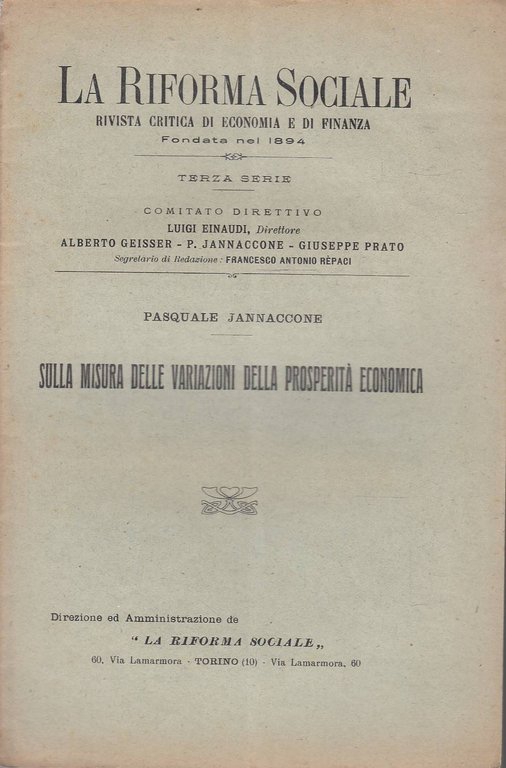 LA RIFORMA SOCIALE
RIVISTA CRITICA DI ECONOMIA E DI FINANZA
Fondata nel 1894
TERZA SERIE
COMITATO DIRETTIVO
LUIGI EINAUDI, Direttore
ALBERTO GEISSER - P. JANNACCONE - GIUSEPPE PRATO
Segretario di Redazione: FRANCESCO ANTONIO RÈPACI
PASQUALE JANNACCONE
SULLA MISURA DELLE VARIAZIONI DELLA PROSPERITÀ ECONOMICA
Direzione ed Amministrazione de
“ LA RIFORMA SOCIALE „
60, Via Lamarmora - TORINO (10) - Via Lamarmora, 60